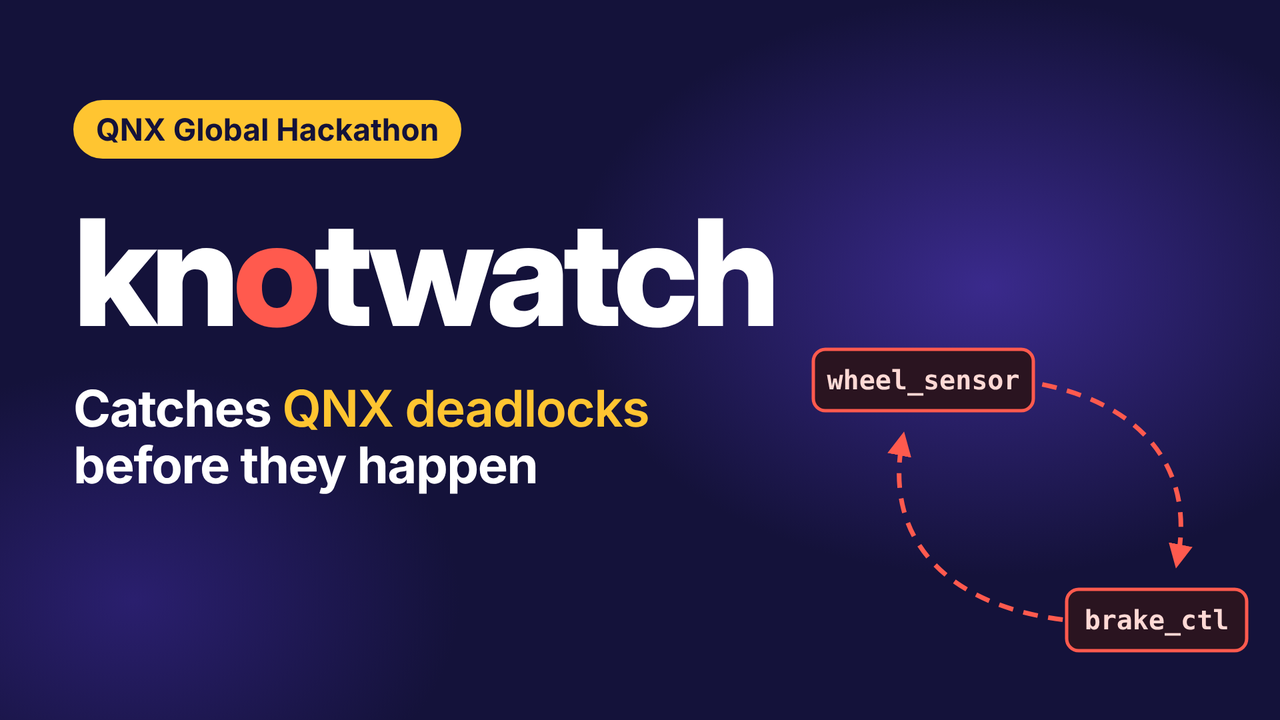 QNX Global Hackathon
knotwatch
Catches QNX deadlocks
before they happen
wheel_sensor
brake_ctl